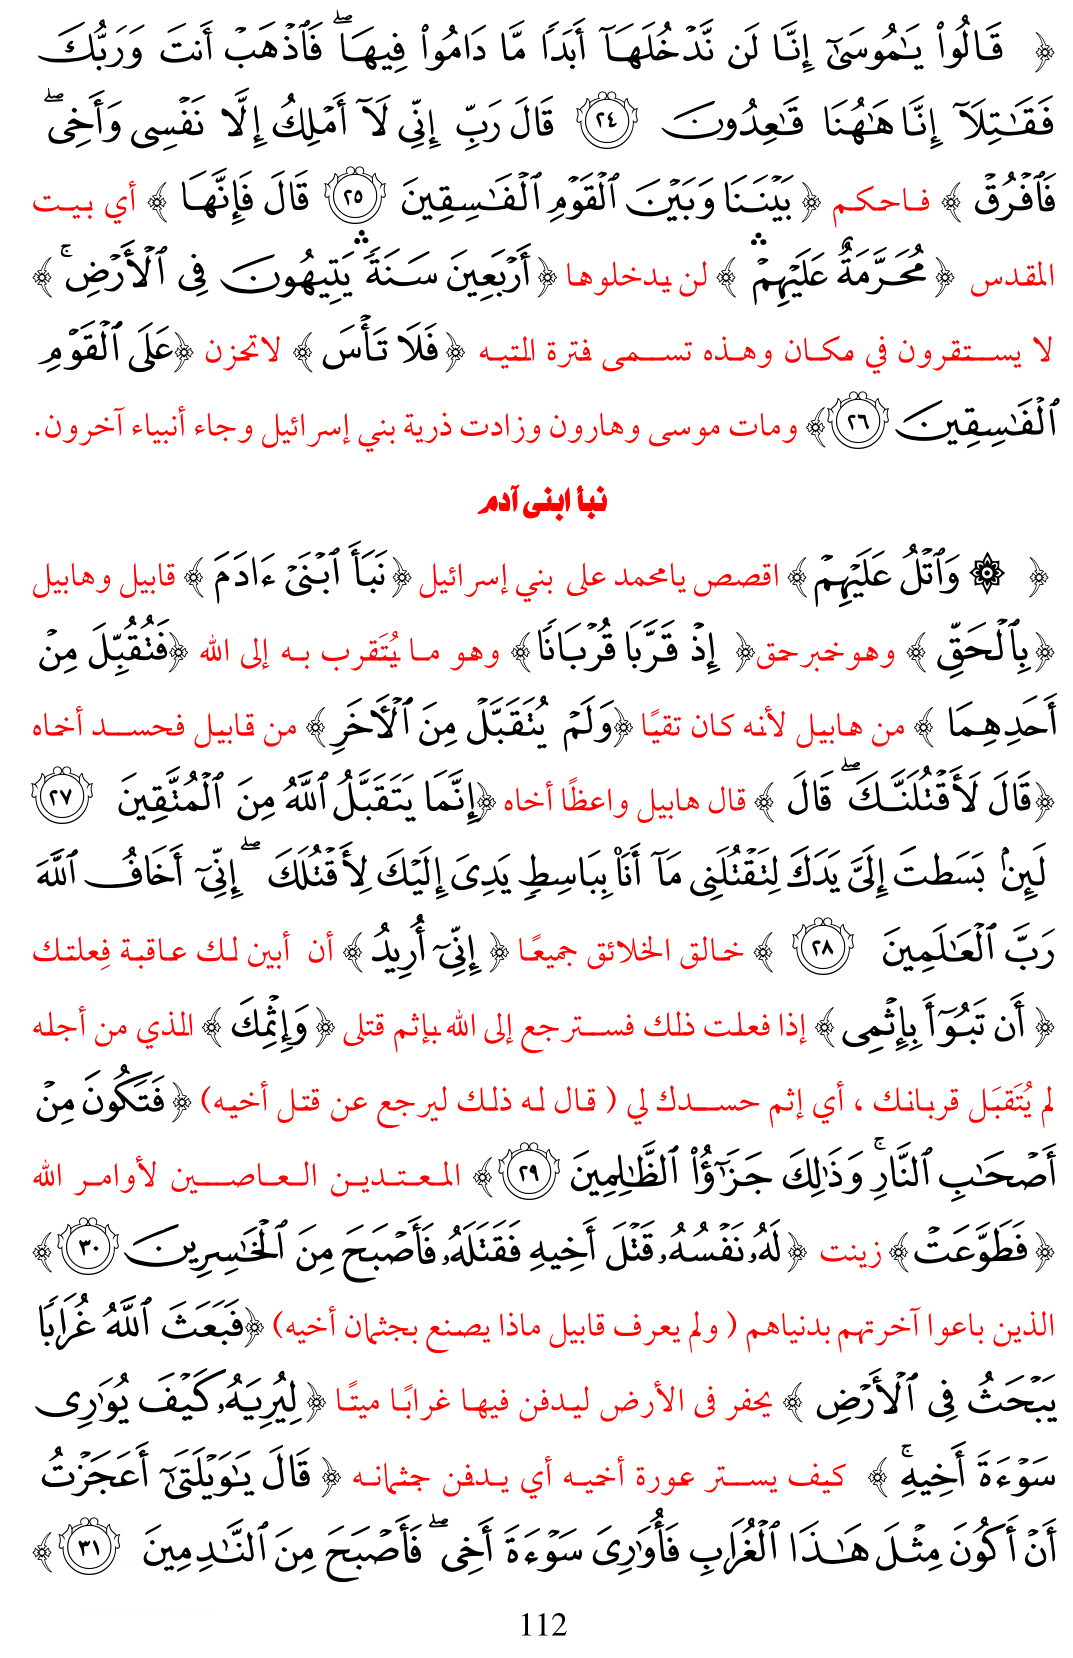 ﴿ قَالُوا۟ يَـٰمُوسَىٰٓ إِنَّا لَن نَّدْخُلَهَآ أَبَدًا مَّا دَامُوا۟ فِيهَا ۖ فَٱذْهَبْ أَنتَ وَرَبُّكَ
فَقَـٰتِلَآ إِنَّا هَـٰهُنَا قَـٰعِدُونَ ٢٤ قَالَ رَبِّ إِنِّى لَآ أَمْلِكُ إِلَّا نَفْسِى وَأَخِى ۖ
فَٱفْرُقْ ﴾ فاحكم ﴿ بَيْنَنَا وَبَيْنَ ٱلْقَوْمِ ٱلْفَـٰسِقِينَ ٢٥ قَالَ فَإِنَّهَا ﴾ أي بيت
المقدس ﴿ مُحَرَّمَةٌ عَلَيْهِمْ ۛ ﴾ لن يدخلوها ﴿ أَرْبَعِينَ سَنَةً ۛ يَتِيهُونَ فِى ٱلْأَرْضِ ۚ ﴾
لا يستقرون في مكان وهذه تسمى فترة التيه ﴿ فَلَا تَأْسَ ﴾ لاتحزن ﴿ عَلَى ٱلْقَوْمِ
ٱلْفَـٰسِقِينَ ٢٦ ﴾ ومات موسى وهارون وزادت ذرية بني إسرائيل وجاء أنبياء آخرون.
نبأ ابنى آدم
﴿ ۞ وَٱتْلُ عَلَيْهِمْ ﴾ اقصص يامحمد على بني إسرائيل ﴿ نَبَأَ ٱبْنَىْ ءَادَمَ ﴾ قابيل وهابيل
﴿ بِٱلْحَقِّ ﴾ وهوخبرحق ﴿ إِذْ قَرَّبَا قُرْبَانًا ﴾ وهو ما يُتَقرب به إلى الله ﴿ فَتُقُبِّلَ مِنْ
أَحَدِهِمَا ﴾ من هابيل لأنه كان تقيًا ﴿ وَلَمْ يُتَقَبَّلْ مِنَ ٱلْـَٔاخَرِ ﴾ من قابيل فحسد أخاه
﴿ قَالَ لَأَقْتُلَنَّكَ ۖ قَالَ ﴾ قال هابيل واعظًا أخاه ﴿ إِنَّمَا يَتَقَبَّلُ ٱللَّهُ مِنَ ٱلْمُتَّقِينَ ٢٧
لَئِنۢ بَسَطتَ إِلَىَّ يَدَكَ لِتَقْتُلَنِى مَآ أَنَا۠ بِبَاسِطٍ يَدِىَ إِلَيْكَ لِأَقْتُلَكَ ۖ إِنِّىٓ أَخَافُ ٱللَّهَ
رَبَّ ٱلْعَـٰلَمِينَ ٢٨ ﴾ خالق الخلائق جميعًا ﴿ إِنِّىٓ أُرِيدُ ﴾ أن أبين لك عاقبة فِعلتك
﴿ أَن تَبُوٓأَ بِإِثْمِى ﴾ إذا فعلت ذلك فسترجع إلى الله بإثم قتلى ﴿ وَإِثْمِكَ ﴾ الذي من أجله
لم يُتَقبَل قربانك ، أي إثم حسدك لي ( قال له ذلك ليرجع عن قتل أخيه) ﴿ فَتَكُونَ مِنْ
أَصْحَـٰبِ ٱلنَّارِ ۚ وَذَٰلِكَ جَزَٰٓؤُا۟ ٱلظَّـٰلِمِينَ ٢٩ ﴾ المعتدين العاصين لأوامر الله
﴿ فَطَوَّعَتْ ﴾ زينت ﴿ لَهُۥ نَفْسُهُۥ قَتْلَ أَخِيهِ فَقَتَلَهُۥ فَأَصْبَحَ مِنَ ٱلْخَـٰسِرِينَ ٣٠ ﴾
الذين باعوا آخرتهم بدنياهم ( ولم يعرف قابيل ماذا يصنع بجثمان أخيه) ﴿ فَبَعَثَ ٱللَّهُ غُرَابًا
يَبْحَثُ فِى ٱلْأَرْضِ ﴾ يحفر فى الأرض ليدفن فيها غرابًا ميتًا ﴿ لِيُرِيَهُۥ كَيْفَ يُوَٰرِى
سَوْءَةَ أَخِيهِ ۚ ﴾ كيف يستر عورة أخيه أي يدفن جثمانه ﴿ قَالَ يَـٰوَيْلَتَىٰٓ أَعَجَزْتُ
أَنْ أَكُونَ مِثْلَ هَـٰذَا ٱلْغُرَابِ فَأُوَٰرِىَ سَوْءَةَ أَخِى ۖ فَأَصْبَحَ مِنَ ٱلنَّـٰدِمِينَ ٣١ ﴾
112